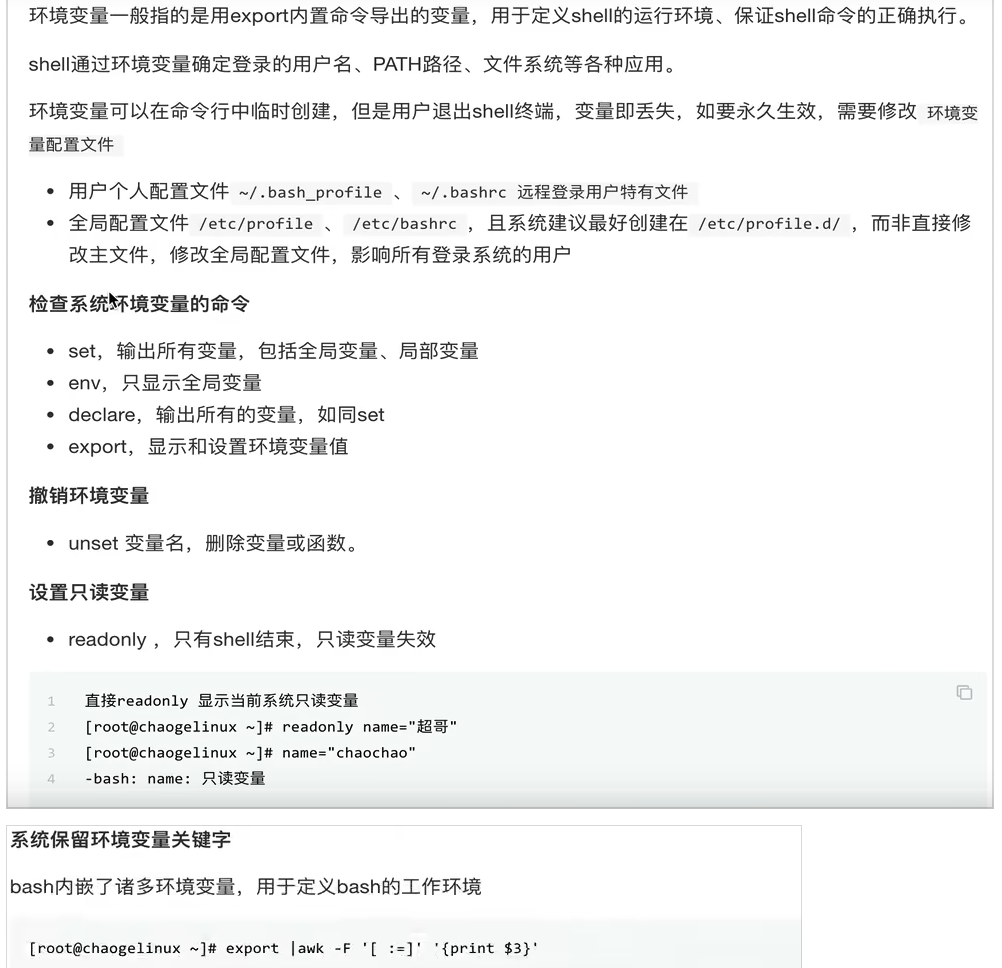 环境变量一般指的是用export内置命令导出的变量，用于定义shell的运行环境、保证shell命令的正确执行。
shell通过环境变量确定登录的用户名、PATH路径、文件系统等各种应用。
环境变量可以在命令行中临时创建，但是用户退出shell终端，变量即丢失，如要永久生效，需要修改 环境变
量配置文件
• 用户个人配置文件 ~/.bash_profile 、 ~/.bashrc 远程登录用户特有文件
• 全局配置文件 /etc/profile 、 /etc/bashrc ，且系统建议最好创建在 /etc/profile.d/ ，而非直接修
改主文件，修改全局配置文件，影响所有登录系统的用户
检查系统环境变量的命令
• set，输出所有变量，包括全局变量、局部变量
• env，只显示全局变量
• declare，输出所有的变量，如同set
• export，显示和设置环境变量值
撤销环境变量
• unset 变量名，删除变量或函数。
设置只读变量
• readonly ，只有shell结束，只读变量失效
1 直接readonly 显示当前系统只读变量
2 [root@chaogelinux ~]# readonly name="超哥"
3 [root@chaogelinux ~]# name="chaochao"
4 -bash: name: 只读变量
系统保留环境变量关键字
bash内嵌了诸多环境变量，用于定义bash的工作环境
[root@chaogelinux ~]# export |awk -F '[ :=]' '{print $3}'